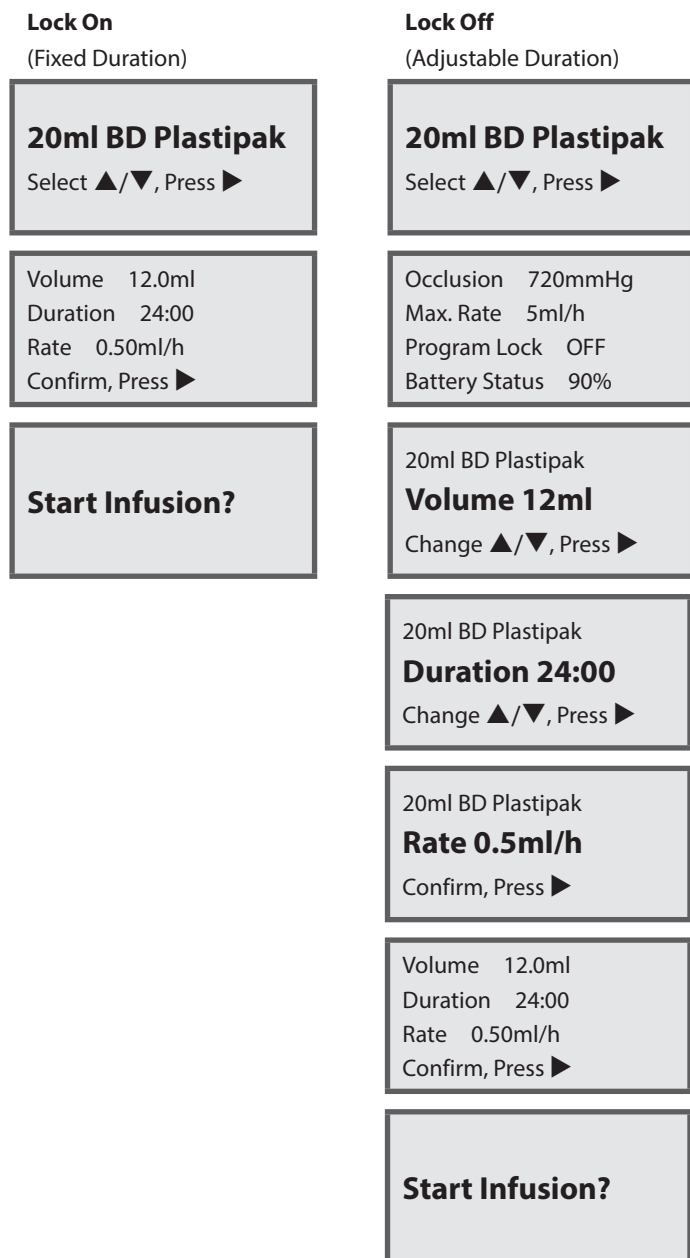 Lock On
(Fixed Duration)
20ml BD Plastipak
Select ▲/▼, Press ▶
Volume 12.0ml
Duration 24:00
Rate 0.50ml/h
Confirm, Press ▶
Start Infusion?
Lock Off
(Adjustable Duration)
20ml BD Plastipak
Select ▲/▼, Press ▶
Occlusion 720mmHg
Max. Rate 5ml/h
Program Lock OFF
Battery Status 90%
20ml BD Plastipak
Volume 12ml
Change ▲/▼, Press ▶
20ml BD Plastipak
Duration 24:00
Change ▲/▼, Press ▶
20ml BD Plastipak
Rate 0.5ml/h
Confirm, Press ▶
Volume 12.0ml
Duration 24:00
Rate 0.50ml/h
Confirm, Press ▶
Start Infusion?